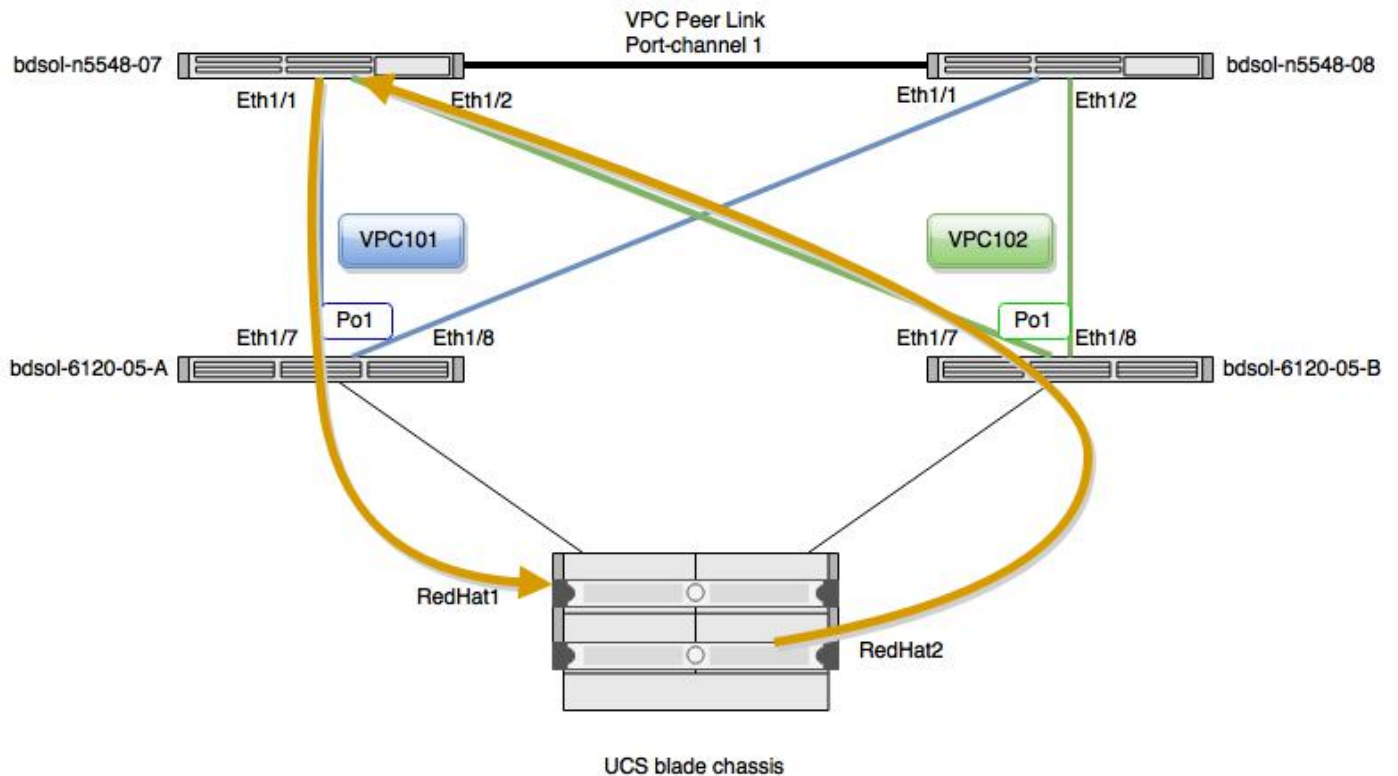 VPC Peer Link
Port-channel 1
bdsol-n5548-07
bdsol-n5548-08
Eth1/1
Eth1/2
Eth1/1
Eth1/2
VPC101
VPC102
Po1
Po1
Eth1/7
Eth1/8
Eth1/7
Eth1/8
bdsol-6120-05-A
bdsol-6120-05-B
RedHat1
RedHat2
UCS blade chassis